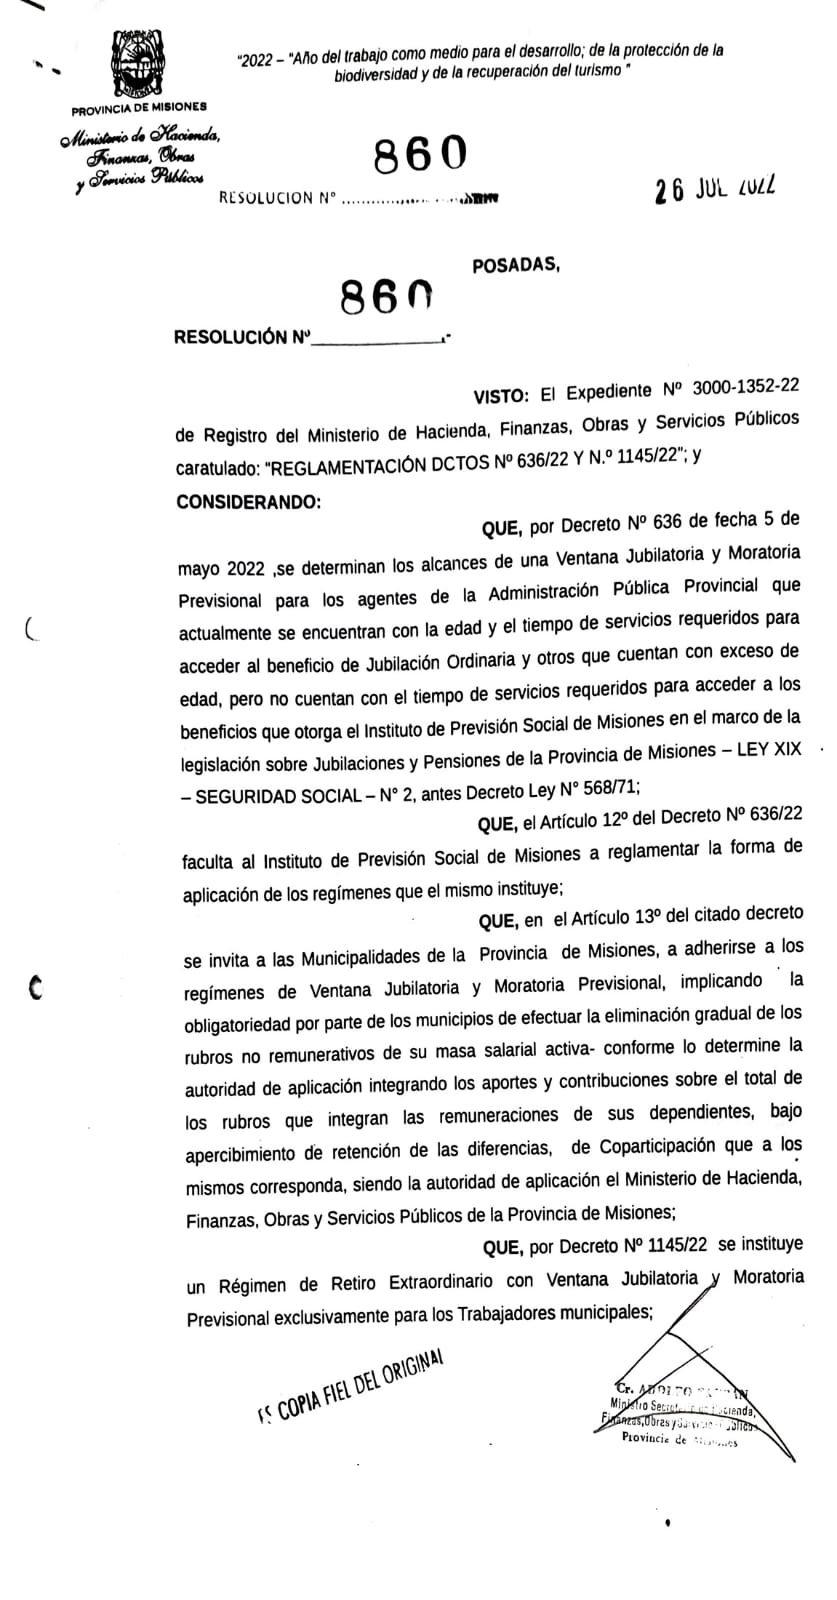 "2022 – "Año del trabajo como medio para el desarrollo; de la protección de la
biodiversidad y de la recuperación del turismo "
PROVINCIA DE MISIONES
Ministerio de Hacienda,
Finanzas, Obras
y Servicios Públicos
860
RESOLUCION Nº
26 JUL 2022
POSADAS,
860
RESOLUCIÓN Nº
VISTO: El Expediente Nº 3000-1352-22
de Registro del Ministerio de Hacienda, Finanzas, Obras y Servicios Públicos
caratulado: "REGLAMENTACIÓN DCTOS Nº 636/22 Y N.º 1145/22"; y
CONSIDERANDO:
QUE, por Decreto Nº 636 de fecha 5 de
mayo 2022 ,se determinan los alcances de una Ventana Jubilatoria y Moratoria
Previsional para los agentes de la Administración Pública Provincial que
actualmente se encuentran con la edad y el tiempo de servicios requeridos para
acceder al beneficio de Jubilación Ordinaria y otros que cuentan con exceso de
edad, pero no cuentan con el tiempo de servicios requeridos para acceder a los
beneficios que otorga el Instituto de Previsión Social de Misiones en el marco de la
legislación sobre Jubilaciones y Pensiones de la Provincia de Misiones – LEY XIX
– SEGURIDAD SOCIAL – N° 2, antes Decreto Ley N° 568/71;
QUE, el Artículo 12º del Decreto Nº 636/22
faculta al Instituto de Previsión Social de Misiones a reglamentar la forma de
aplicación de los regímenes que el mismo instituye;
QUE, en el Artículo 13º del citado decreto
se invita a las Municipalidades de la Provincia de Misiones, a adherirse a los
regímenes de Ventana Jubilatoria y Moratoria Previsional, implicando la
obligatoriedad por parte de los municipios de efectuar la eliminación gradual de los
rubros no remunerativos de su masa salarial activa- conforme lo determine la
autoridad de aplicación integrando los aportes y contribuciones sobre el total de
los rubros que integran las remuneraciones de sus dependientes, bajo
apercibimiento de retención de las diferencias, de Coparticipación que a los
mismos corresponda, siendo la autoridad de aplicación el Ministerio de Hacienda,
Finanzas, Obras y Servicios Públicos de la Provincia de Misiones;
QUE, por Decreto Nº 1145/22 se instituye
un Régimen de Retiro Extraordinario con Ventana Jubilatoria y Moratoria
Previsional exclusivamente para los Trabajadores municipales;
ES COPIA FIEL DEL ORIGINAL
Cr. ADOLFO
Ministro Hacienda,
Finanzas, Obras y
Provincia de Misiones